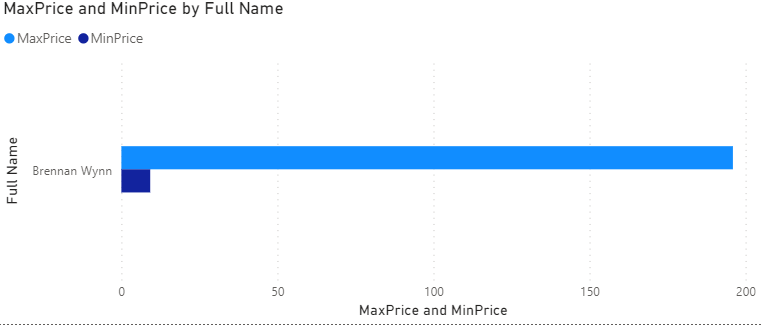 MaxPrice and MinPrice by Full Name
MaxPrice MinPrice
Full Name
Brennan Wynn
0 50 100 150 200
MaxPrice and MinPrice